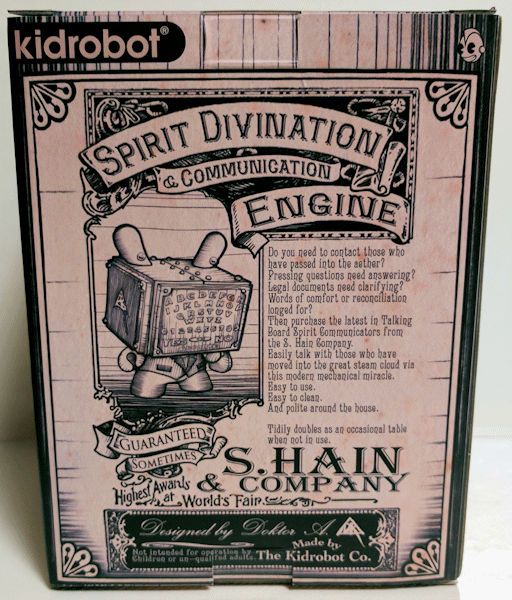 kidrobot®
SPIRIT DIVINATION
& COMMUNICATION
ENGINE
Do you need to contact those who
have passed into the aether?
Pressing questions need answering?
Legal documents need clarifying?
Words of comfort or reconciliation
longed for?
Then purchase the latest in Talking
Board Spirit Communicators from
the S. Hain Company.
Easily talk with those who have
moved into the great steam cloud via
this modern mechanical miracle.
Easy to use.
Easy to clean.
And polite around the house.
Tidily doubles as an occasional table
when not in use.
ABCDEFG
GUARANTEED
SOMETIMES
S. HAIN
& COMPANY
Highest Awards
at World's Fair
Designed by Doktor A
Made by
The Kidrobot Co.
Not intended for operation by
Children or un-qualified adults.